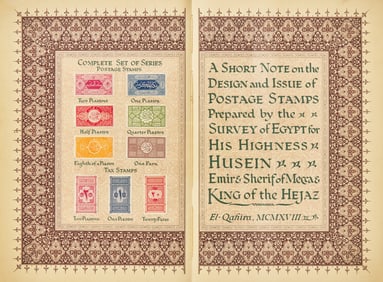 COMPLETE SET OF SERIES
POSTAGE STAMPS
Two Piastres
One Piastre
Half Piastre
Quarter Piastre
Eighth of a Piastre
One Para
TAX STAMPS
Two Piastres
One Piastre
Twenty Paras
A SHORT NOTE on the
DESIGN and ISSUE of
POSTAGE STAMPS
Prepared by the
SURVEY of EGYPT for
HIS HIGHNESS
HUSEIN
Emir & Sherif of Mecca &
KING of the HEJAZ
El-Qahira, MCMXVIII